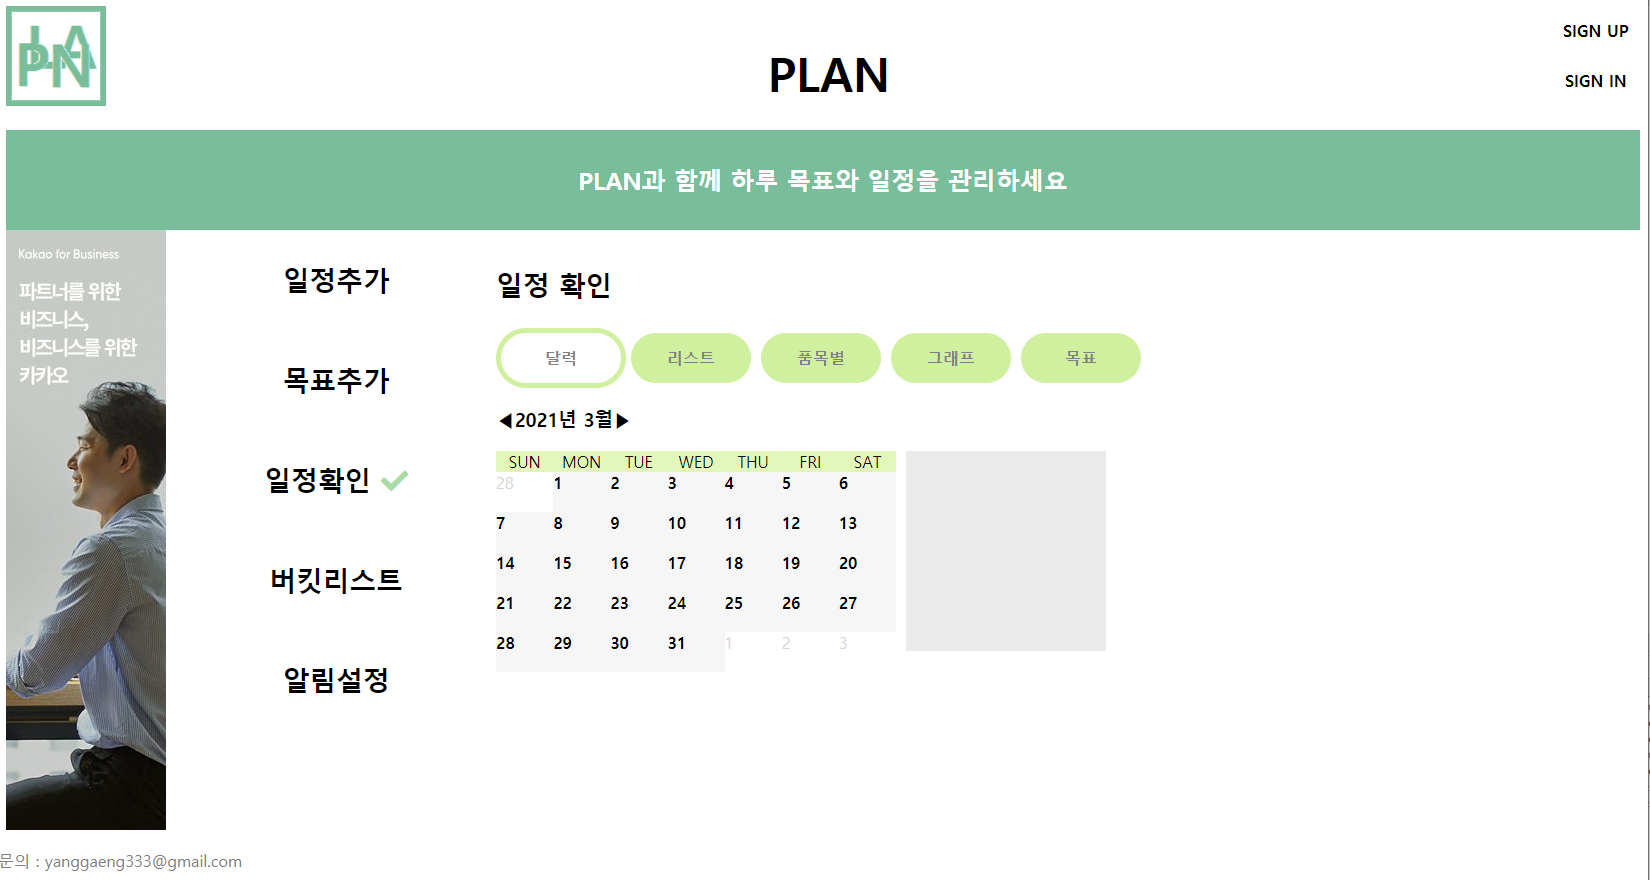 PLAN
SIGN UP
PLAN
SIGN IN
PLAN과 함께 하루 목표와 일정을 관리하세요
Kakao for Business
파트너를 위한
비즈니스,
비즈니스를 위한
카카오
일정추가
목표추가
일정확인
버킷리스트
알림설정
일정 확인
달력 리스트 품목별 그래프 목표
◀2021년 3월▶
SUN MON TUE WED THU FRI SAT
28 1 2 3 4 5 6
7 8 9 10 11 12 13
14 15 16 17 18 19 20
21 22 23 24 25 26 27
28 29 30 31 1 2 3
문의 : yanggaeng333@gmail.com